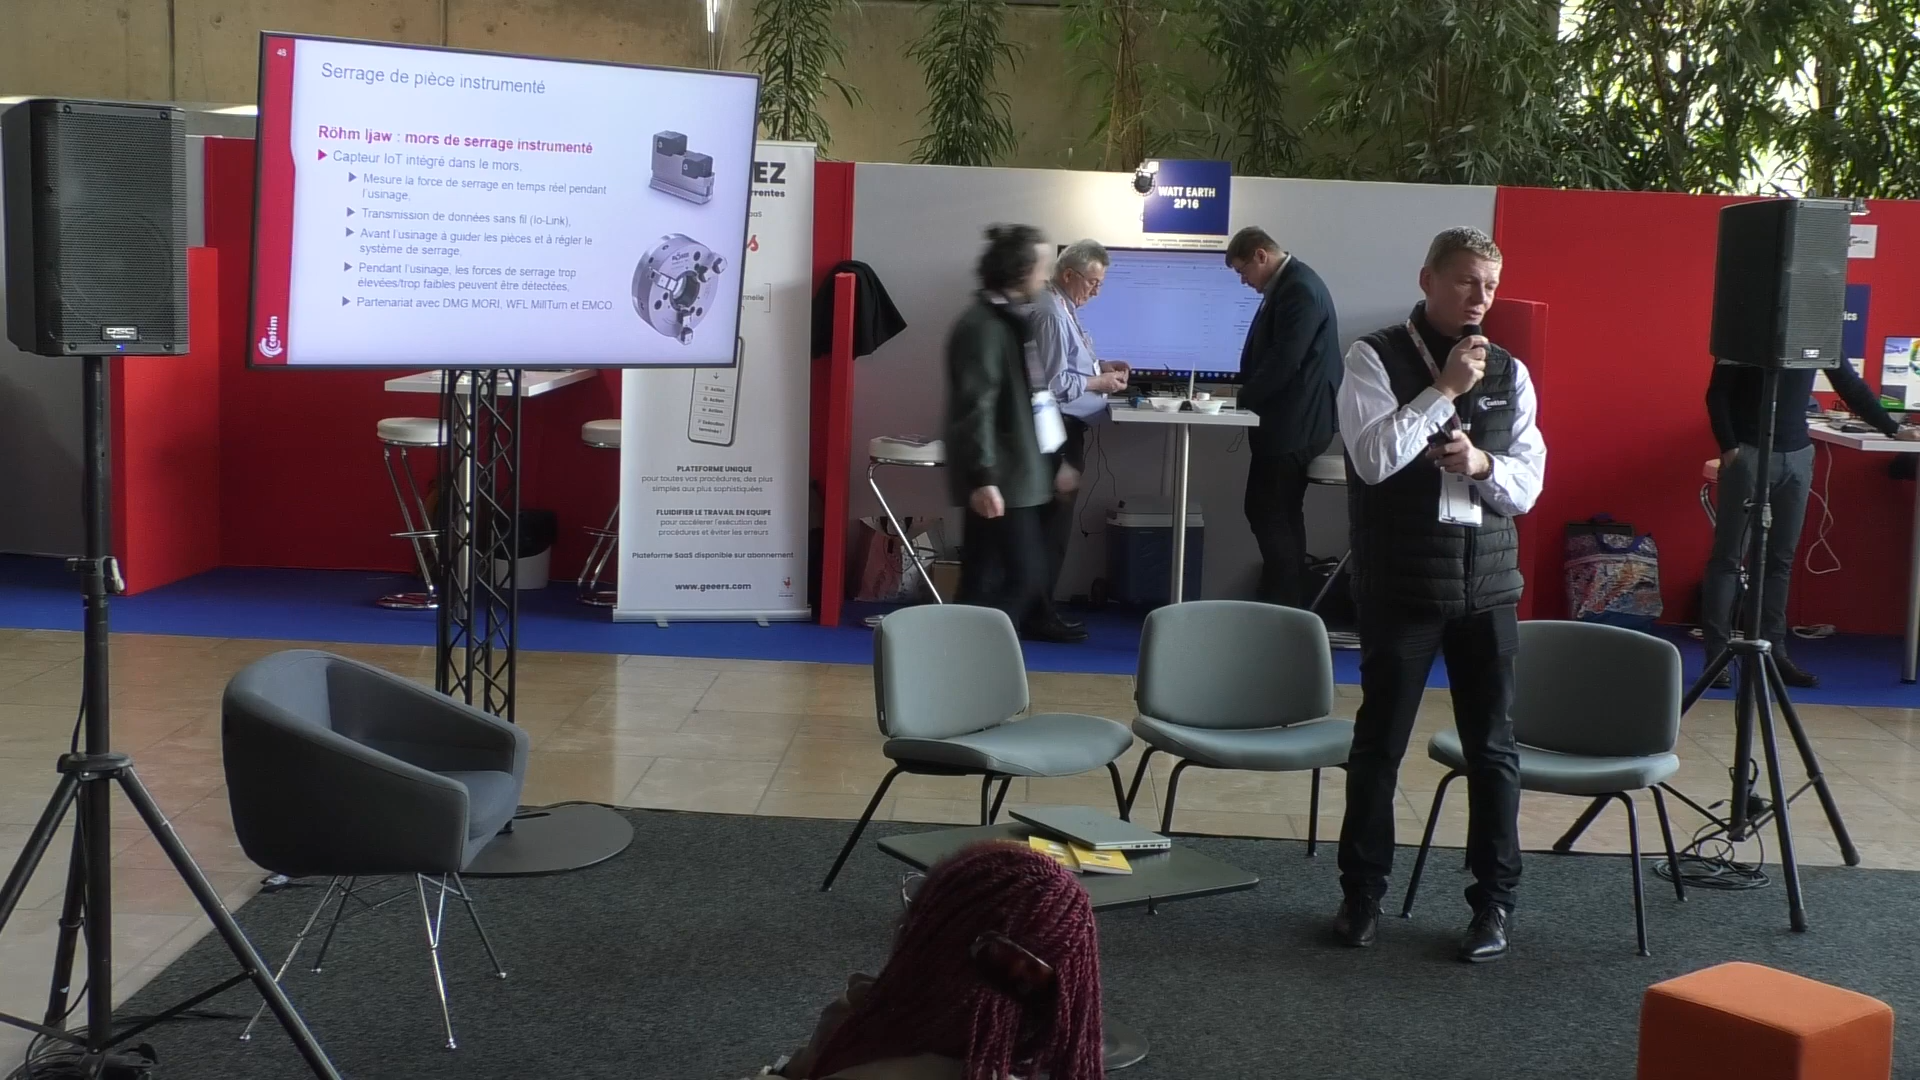 46
Serrage de pièce instrumenté
Röhm Ijaw : mors de serrage instrumenté
Capteur IoT intégré dans le mors,
Mesure la force de serrage en temps réel pendant
l'usinage,
Transmission de données sans fil (Io-Link),
Avant l'usinage à guider les pièces et à régler le
système de serrage,
Pendant l'usinage, les forces de serrage trop
élevées/trop faibles peuvent être détectées,
Partenariat avec DMG MORI, WFL MillTurn et EMCO.
cetim
QSC
EZ
rrentes
PLATEFORME UNIQUE
pour toutes vos procédures, des plus
simples aux plus sophistiquées
FLUIDIFIER LE TRAVAIL EN EQUIPE
pour accélérer l'exécution des
procédures et éviter les erreurs
Plateforme SaaS disponible sur abonnement
www.geeers.com
WATT EARTH
2P16
cetim